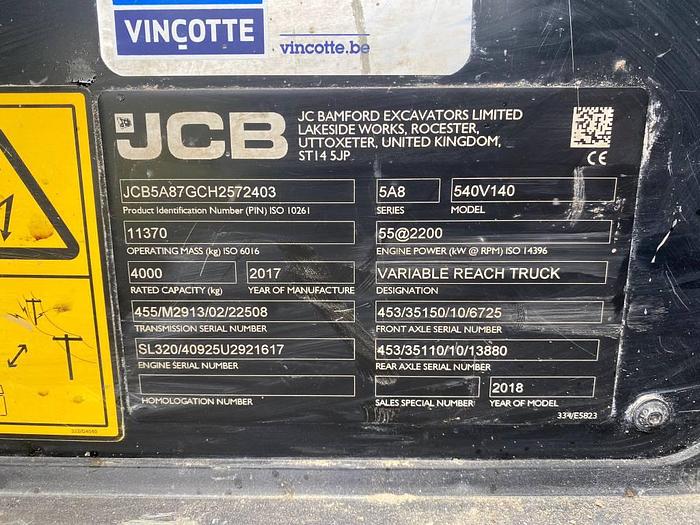 VINÇOTTE
vincotte.be
JCB
JC BAMFORD EXCAVATORS LIMITED
LAKESIDE WORKS, ROCESTER,
UTTOXETER, UNITED KINGDOM,
ST14 5JP
CE
JCB5A87GCH2572403
Product Identification Number (PIN) ISO 10261
5A8
SERIES
540V140
MODEL
11370
OPERATING MASS (kg) ISO 6016
55@2200
ENGINE POWER (kW @ RPM) ISO 14396
4000
RATED CAPACITY (kg)
2017
YEAR OF MANUFACTURE
VARIABLE REACH TRUCK
DESIGNATION
455/M2913/02/22508
TRANSMISSION SERIAL NUMBER
453/35150/10/6725
FRONT AXLE SERIAL NUMBER
SL320/40925U2921617
ENGINE SERIAL NUMBER
453/35110/10/13880
REAR AXLE SERIAL NUMBER
HOMOLOGATION NUMBER
SALES SPECIAL NUMBER
2018
YEAR OF MODEL
334/E5823